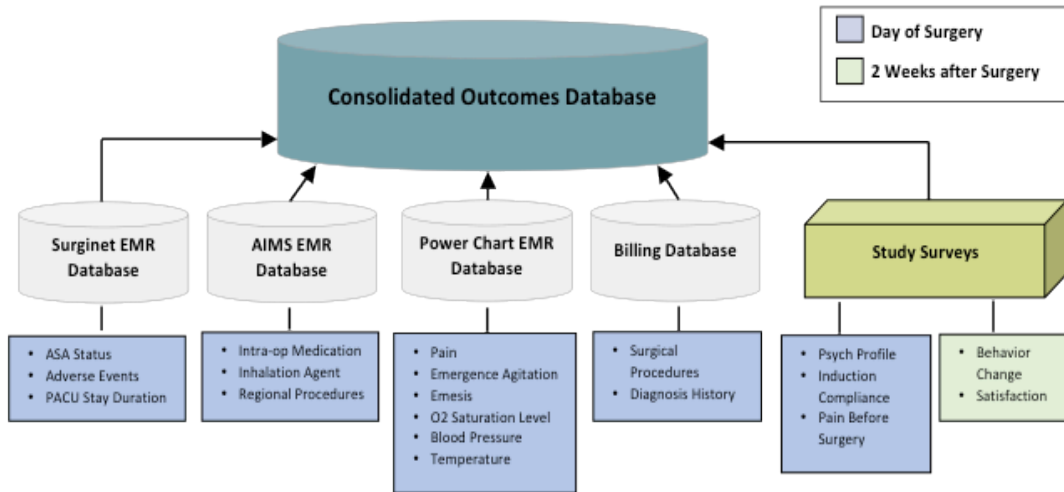 Day of Surgery
2 Weeks after Surgery
Consolidated Outcomes Database
Surginet EMR
Database
AIMS EMR
Database
Power Chart EMR
Database
Billing Database
Study Surveys
• ASA Status
• Adverse Events
• PACU Stay Duration
• Intra-op Medication
• Inhalation Agent
• Regional Procedures
• Pain
• Emergence Agitation
• Emesis
• O2 Saturation Level
• Blood Pressure
• Temperature
• Surgical
Procedures
• Diagnosis History
• Psych Profile
• Induction
Compliance
• Pain Before
Surgery
• Behavior
Change
• Satisfaction